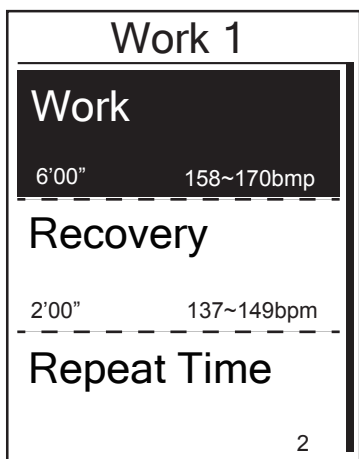 Work 1
Work
6’00” 158~170bmp
Recovery
2’00” 137~149bpm
Repeat Time
2